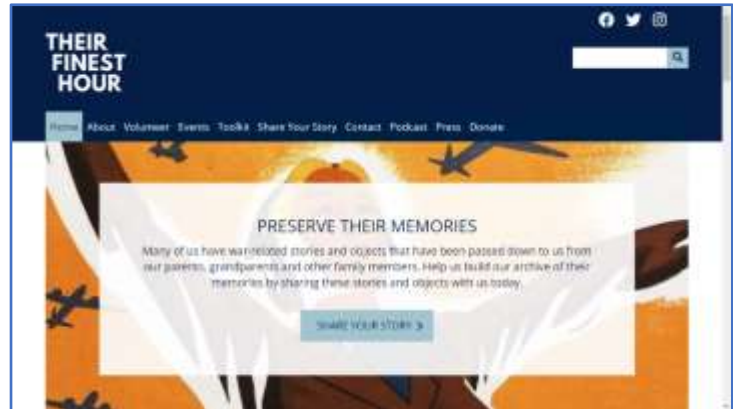 THEIR
FINEST
HOUR
Home About Volunteer Events Toolkit Share Your Story Contact Podcast Press Donate
PRESERVE THEIR MEMORIES
Many of us have war-related stories and objects that have been passed down to us from
our parents, grandparents and other family members. Help us build our archive of their
memories by sharing these stories and objects with us today.
SHARE YOUR STORY